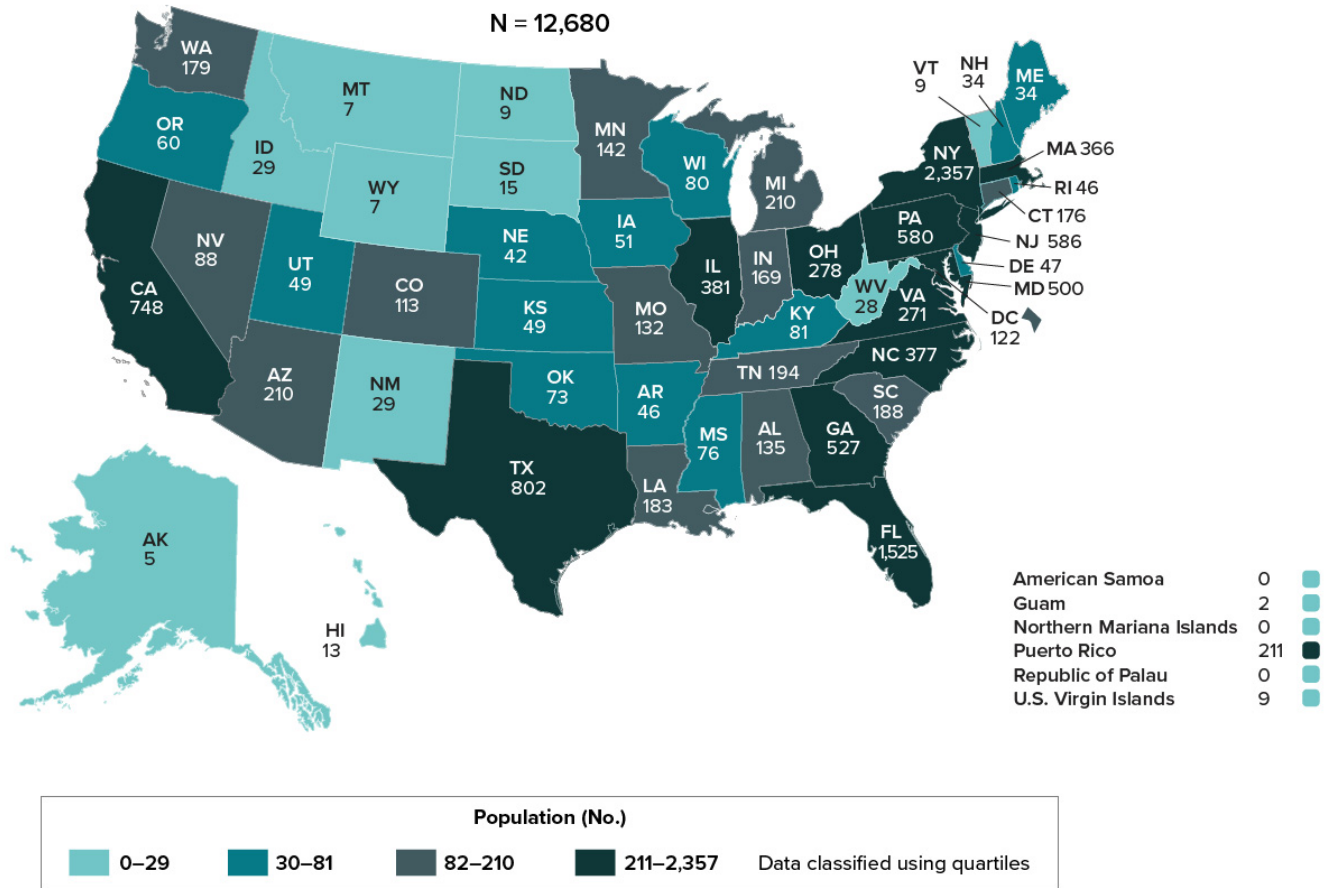 N = 12,680
WA
179
MT
7
ND
9
MN
142
VT
9
NH
34
ME
34
OR
60
ID
29
WY
7
SD
15
WI
80
MI
210
NY
2,357
MA 366
RI 46
CT 176
NV
88
UT
49
CO
113
NE
42
IA
51
IL
381
IN
169
OH
278
PA
580
NJ 586
DE 47
MD 500
DC
122
CA
748
KS
49
MO
132
KY
81
WV
28
VA
271
AZ
210
NM
29
OK
73
AR
46
TN 194
NC 377
SC
188
TX
802
LA
183
MS
76
AL
135
GA
527
FL
1,525
AK
5
HI
13
American Samoa 0
Guam 2
Northern Mariana Islands 0
Puerto Rico 211
Republic of Palau 0
U.S. Virgin Islands 9
Population (No.)
0–29 30–81 82–210 211–2,357 Data classified using quartiles